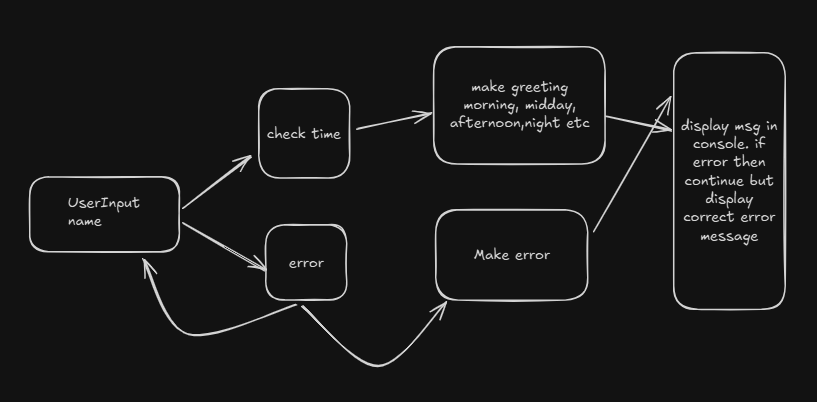 UserInput
name
check time
error
make greeting
morning, midday,
afternoon,night etc
Make error
display msg in
console. if
error then
continue but
display
correct error
message